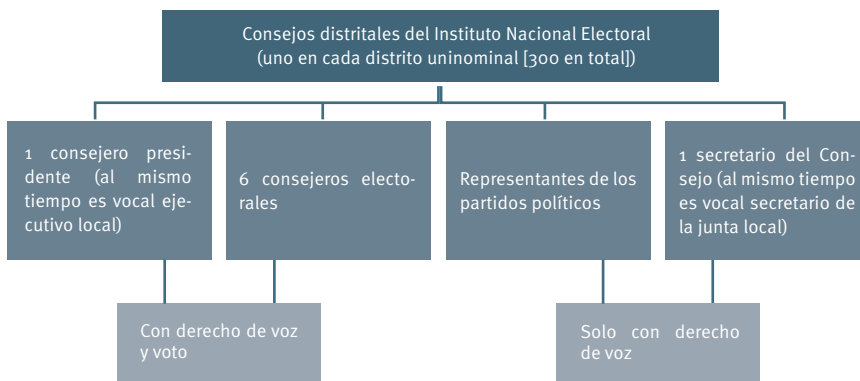 Consejos distritales del Instituto Nacional Electoral
(uno en cada distrito uninominal [300 en total])
1 consejero presi-
dente (al mismo
tiempo es vocal eje-
cutivo local)
6 consejeros electo-
rales
Representantes de los
partidos políticos
1 secretario del Con-
sejo (al mismo tiempo
es vocal secretario de
la junta local)
Con derecho de voz
y voto
Solo con derecho
de voz